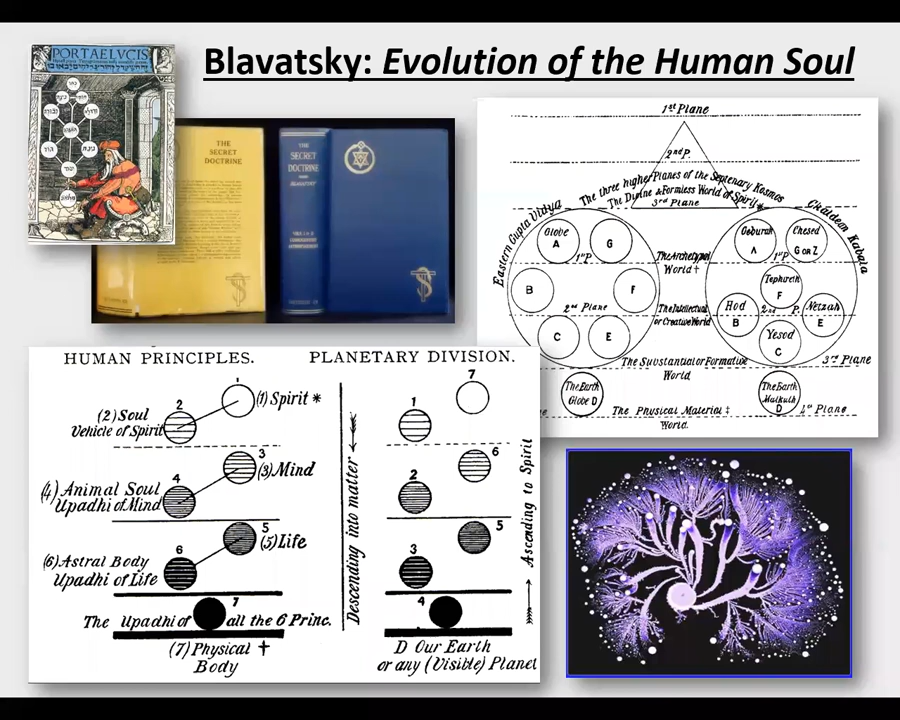 Blavatsky: Evolution of the Human Soul
PORTAE LVCIS
THE
SECRET
DOCTRINE
THE
SECRET
DOCTRINE
1st Plane
2nd P.
The three higher Planes of the Septenary Kosmos
The Divine & Formless World of Spirit*
3rd Plane
Eastern Gupta Vidya
Chaldean Kabala
Globe
A
G
1st P.
B
F
2nd Plane
C
E
The Archetypal
World †
The Intellectual
or Creative World
The Substantial or Formative
World
Geburah
A
Chesed
G or Z
1st P.
Tephireth
F
Hod
B
2nd P.
Netzah
E
Yesod
C
3rd Plane
The Earth
Globe D
The Physical Material ‡
World.
The Earth
Malkuth
D
4th Plane
HUMAN PRINCIPLES.
1
(1) Spirit *
2
(2) Soul
Vehicle of Spirit
3
(3) Mind
4
(4) Animal Soul
Upadhi of Mind
5
(5) Life
6
(6) Astral Body
Upadhi of Life
7
The Upadhi of all the 6 Princ.
(7) Physical †
Body
PLANETARY DIVISION.
7
1
6
2
5
3
4
Descending into matter
Ascending to Spirit
D Our Earth
or any (Visible) Planet